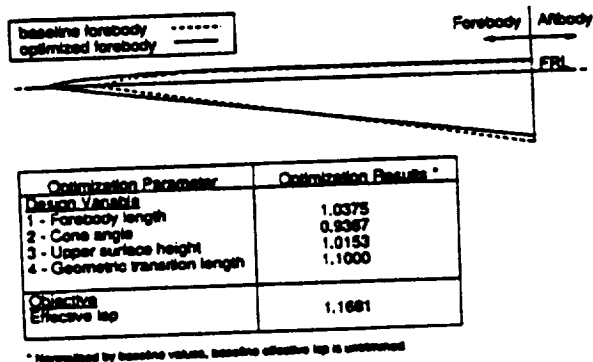 baseline forebody
optimized forebody
Forebody Aftbody
FRL
Optimization Parameter Optimization Results *
Design Variable
1 - Forebody length 1.0375
2 - Cone angle 0.9367
3 - Upper surface height 1.0153
4 - Geometric transition length 1.1000
Objective
Effective Isp 1.1681
* Normalized by baseline values, baseline effective Isp is untrimmed